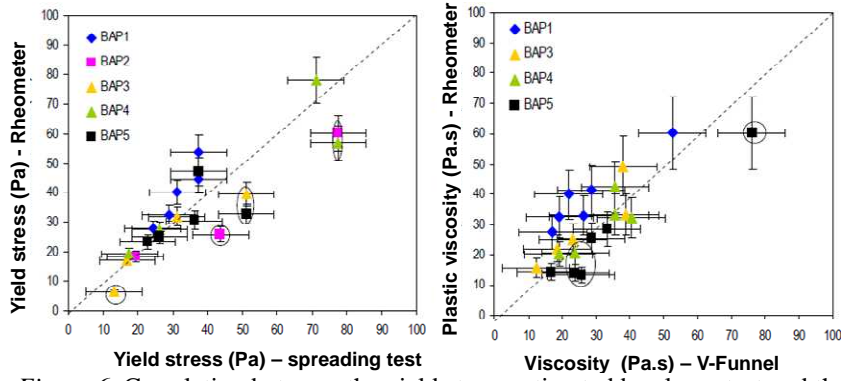 Yield stress (Pa) - Rheometer
100
90
80
70
60
50
40
30
20
10
0
BAP1
BAP2
BAP3
BAP4
BAP5
0 10 20 30 40 50 60 70 80 90 100
Yield stress (Pa) – spreading test
Plastic viscosity (Pa.s) - Rheometer
100
90
80
70
60
50
40
30
20
10
0
BAP1
BAP3
BAP4
BAP5
0 10 20 30 40 50 60 70 80 90 100
Viscosity (Pa.s) – V-Funnel